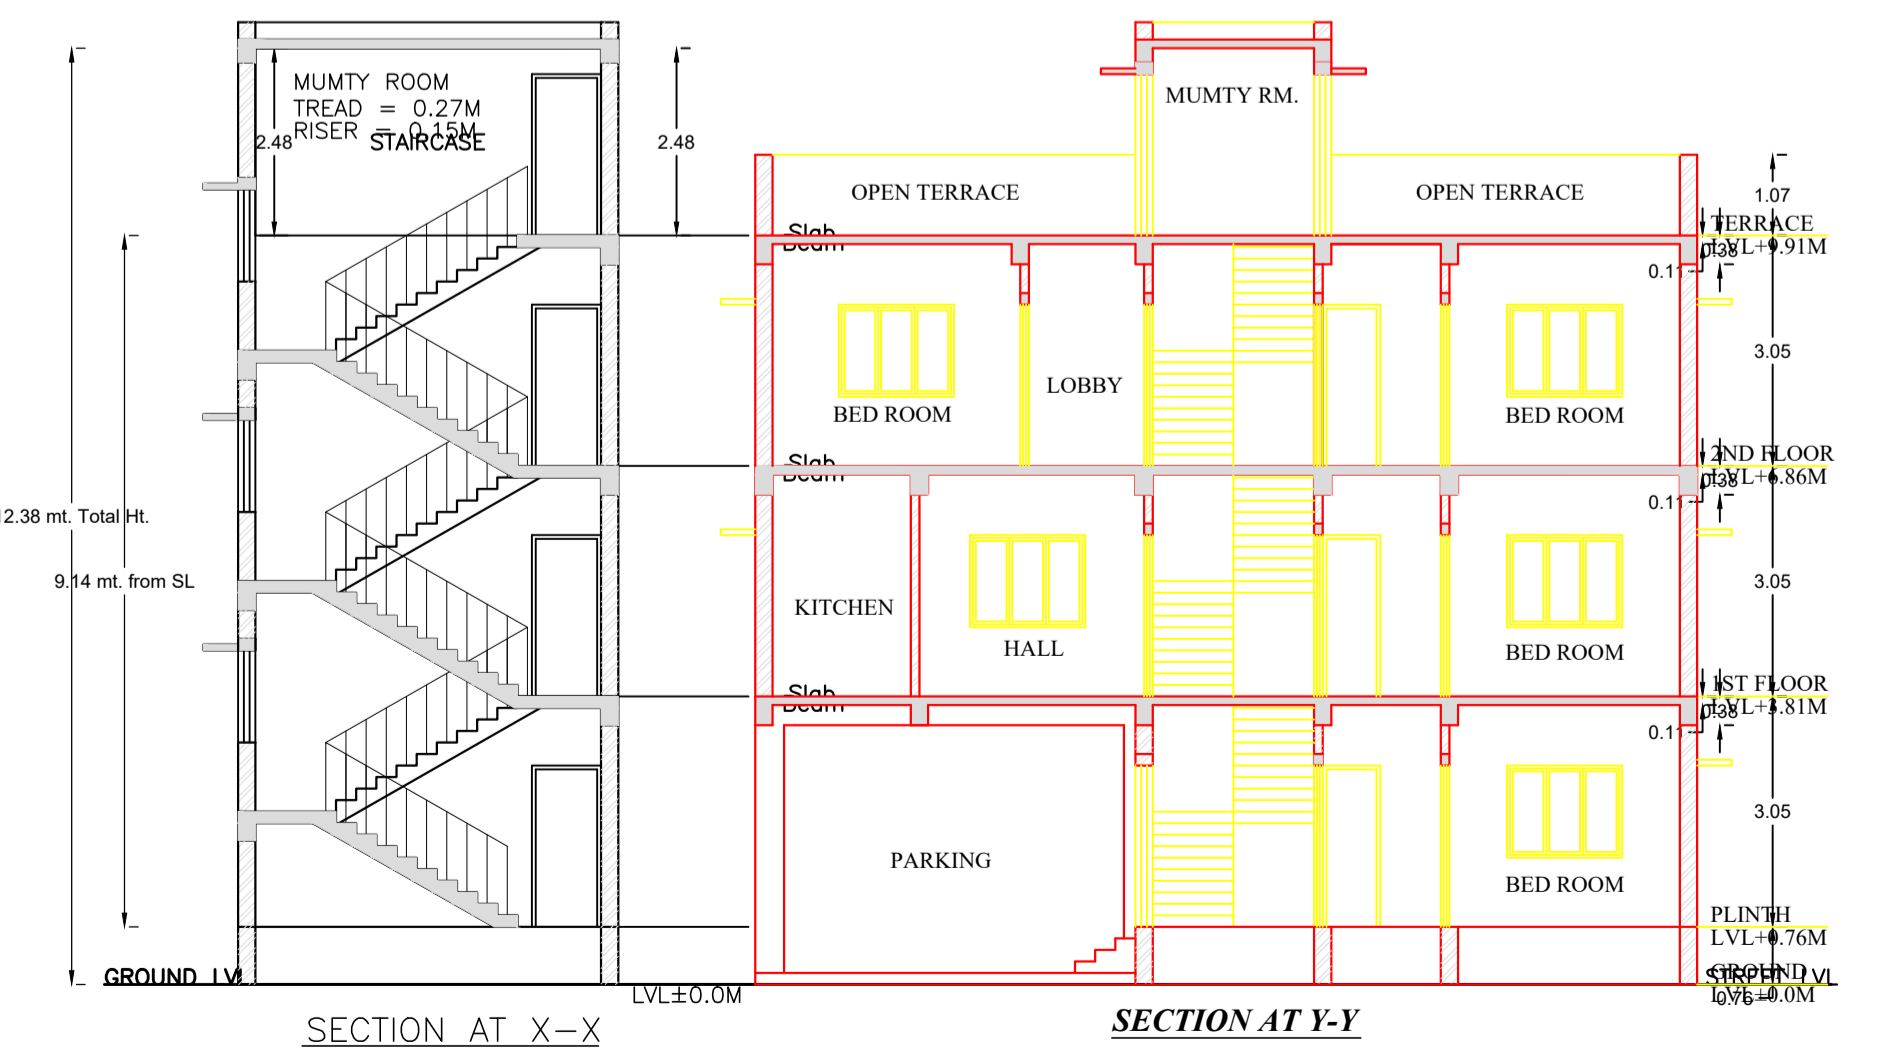 MUMTY ROOM
TREAD = 0.27M
RISER = 0.15M
STAIRCASE
2.48
2.48
12.38 mt. Total Ht.
9.14 mt. from SL
GROUND LVL
LVL±0.0M
SECTION AT X-X
MUMTY RM.
OPEN TERRACE
OPEN TERRACE
Slab
Beam
BED ROOM
LOBBY
BED ROOM
Slab
Beam
KITCHEN
HALL
BED ROOM
Slab
Beam
PARKING
BED ROOM
1.07
TERRACE
LVL+9.91M
0.38
0.11
3.05
2ND FLOOR
LVL+6.86M
0.38
0.11
3.05
1ST FLOOR
LVL+3.81M
0.38
0.11
3.05
PLINTH
LVL+0.76M
GROUND
STREET LVL
LVL±0.0M
0.76
SECTION AT Y-Y